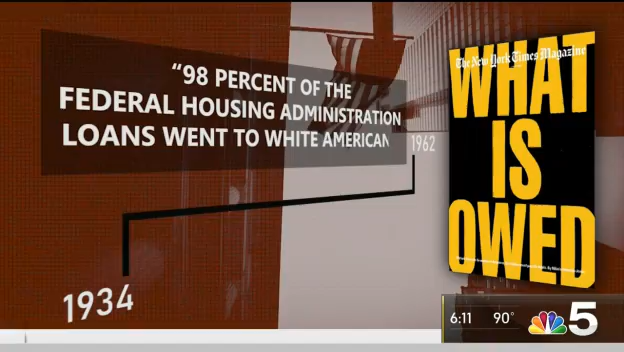 "98 PERCENT OF THE
FEDERAL HOUSING ADMINISTRATION
LOANS WENT TO WHITE AMERICAN
1962
1934
The New York Times Magazine
WHAT
IS
OWED
6:11 90°
5